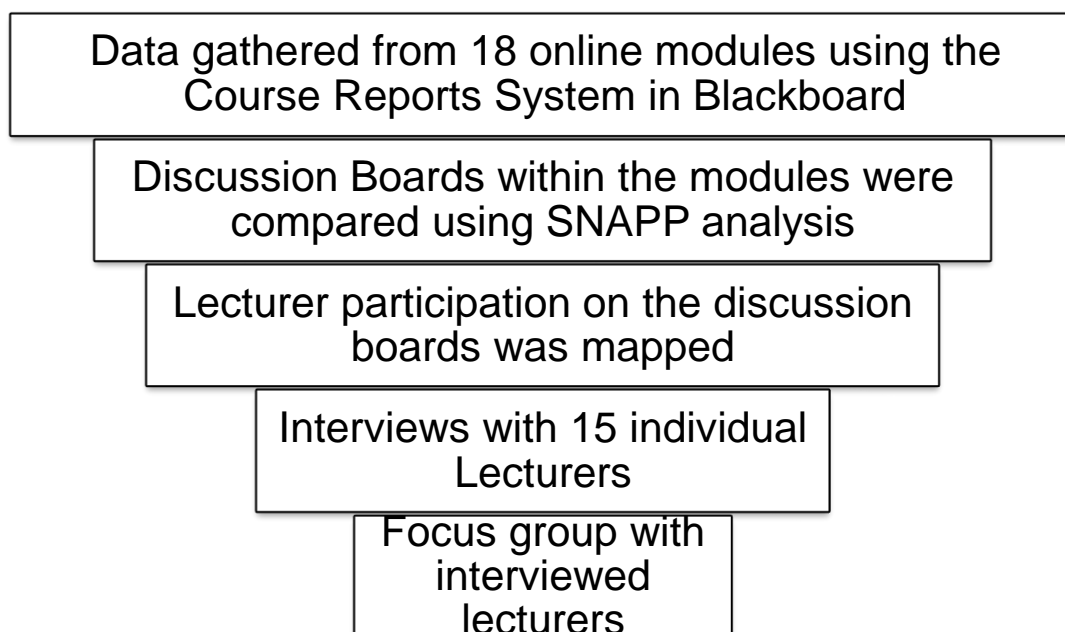 Data gathered from 18 online modules using the
Course Reports System in Blackboard
Discussion Boards within the modules were
compared using SNAPP analysis
Lecturer participation on the discussion
boards was mapped
Interviews with 15 individual
Lecturers
Focus group with
interviewed
lecturers